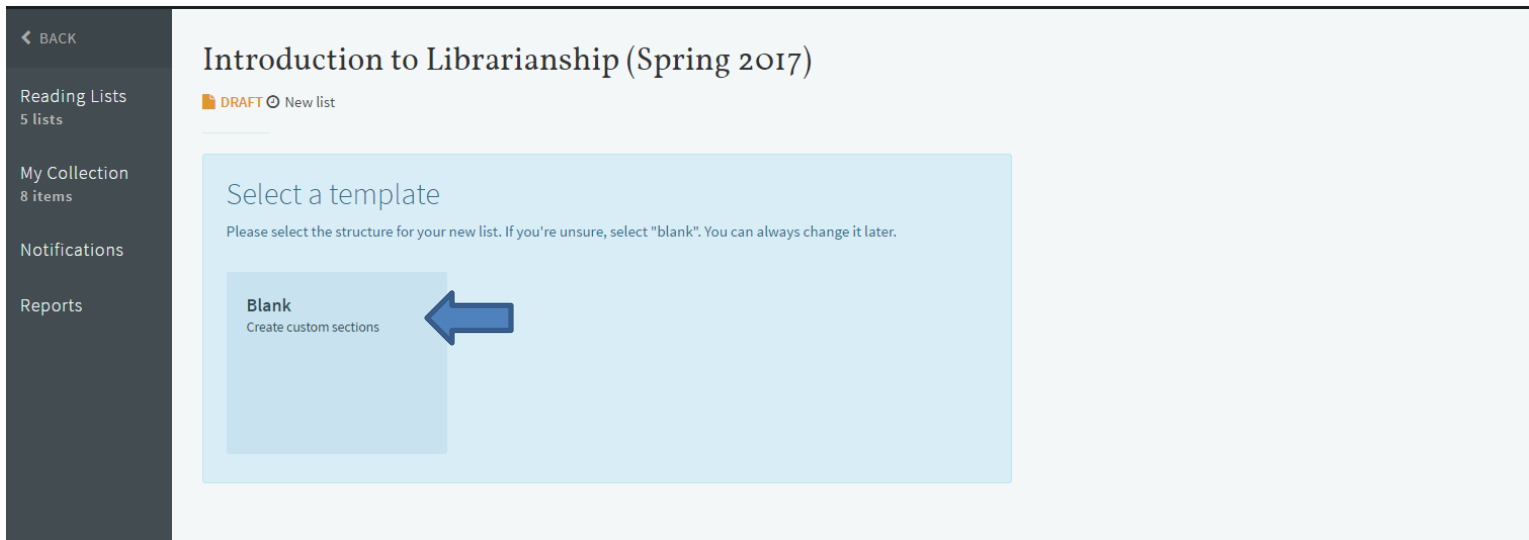 BACK
Reading Lists
5 lists
My Collection
8 items
Notifications
Reports
Introduction to Librarianship (Spring 2017)
DRAFT New list
Select a template
Please select the structure for your new list. If you're unsure, select "blank". You can always change it later.
Blank
Create custom sections